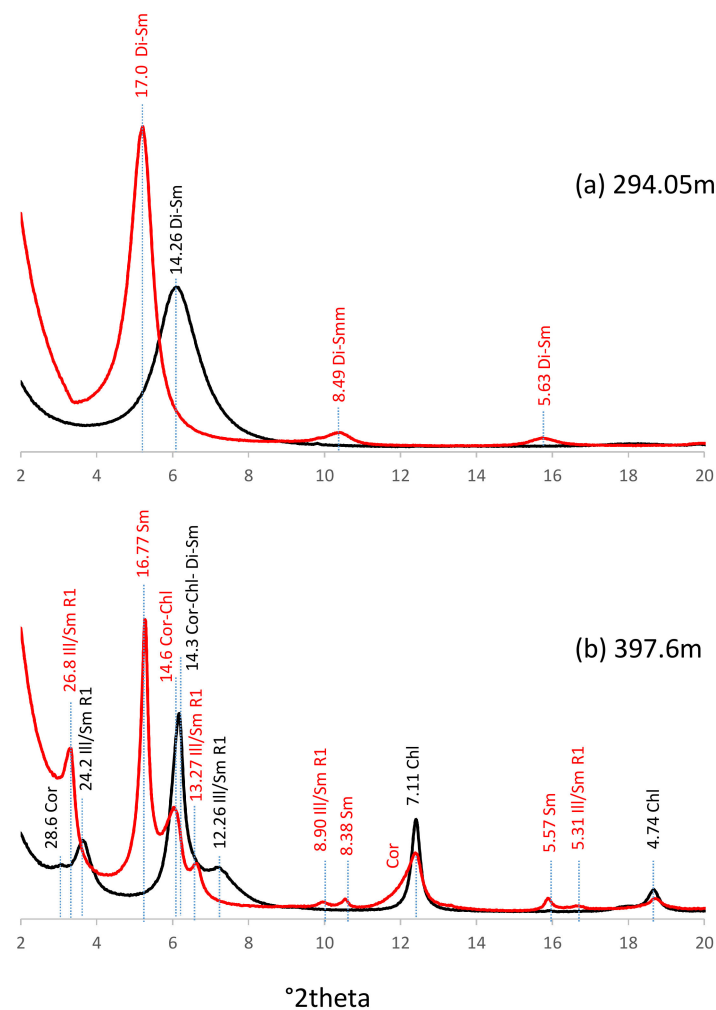 17.0 Di-Sm
14.26 Di-Sm
(a) 294.05m
8.49 Di-Smm
5.63 Di-Sm
2 4 6 8 10 12 14 16 18 20
16.77 Sm
14.3 Cor-Chl- Di-Sm
14.6 Cor-Chl
26.8 Ill/Sm R1
24.2 Ill/Sm R1
13.27 Ill/Sm R1
12.26 Ill/Sm R1
28.6 Cor
(b) 397.6m
8.90 Ill/Sm R1
8.38 Sm
Cor
7.11 Chl
5.57 Sm
5.31 Ill/Sm R1
4.74 Chl
2 4 6 8 10 12 14 16 18 20
°2theta